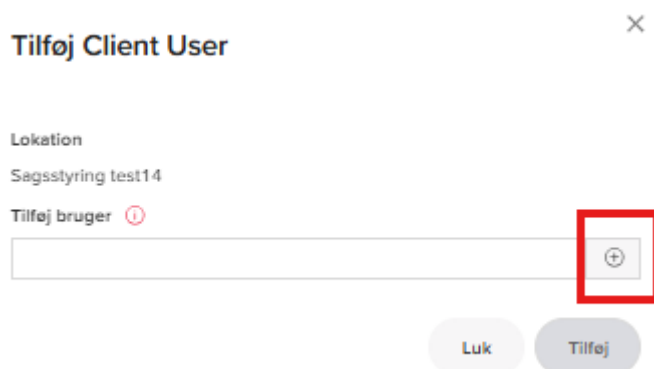 Tilføj Client User
Lokation
Sagsstyring test14
Tilføj bruger
Luk
Tilføj